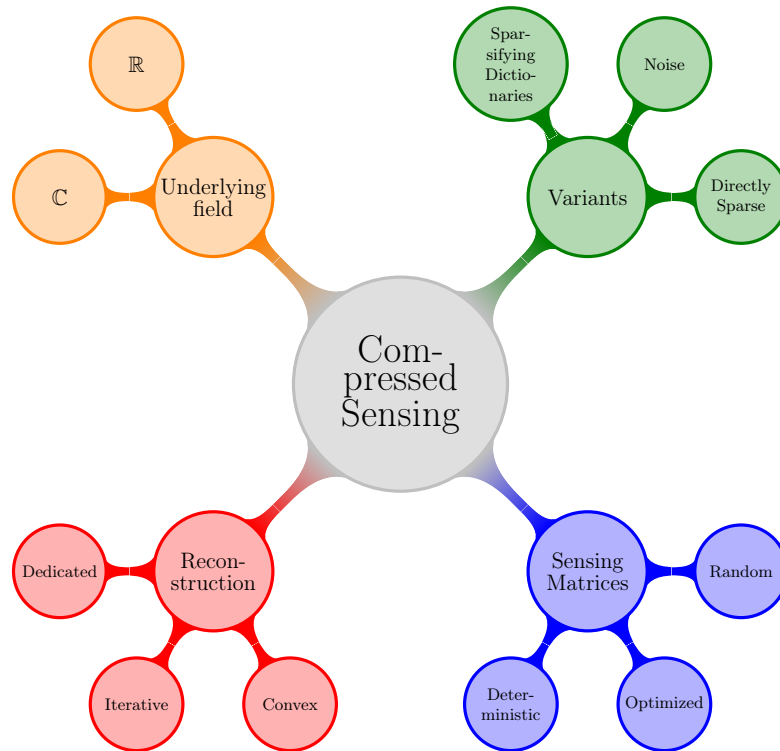 ℝ
ℂ
Underlying
field
Spar-
sifying
Dictio-
naries
Noise
Variants
Directly
Sparse
Com-
pressed
Sensing
Dedicated
Recon-
struction
Iterative
Convex
Sensing
Matrices
Random
Deter-
ministic
Optimized